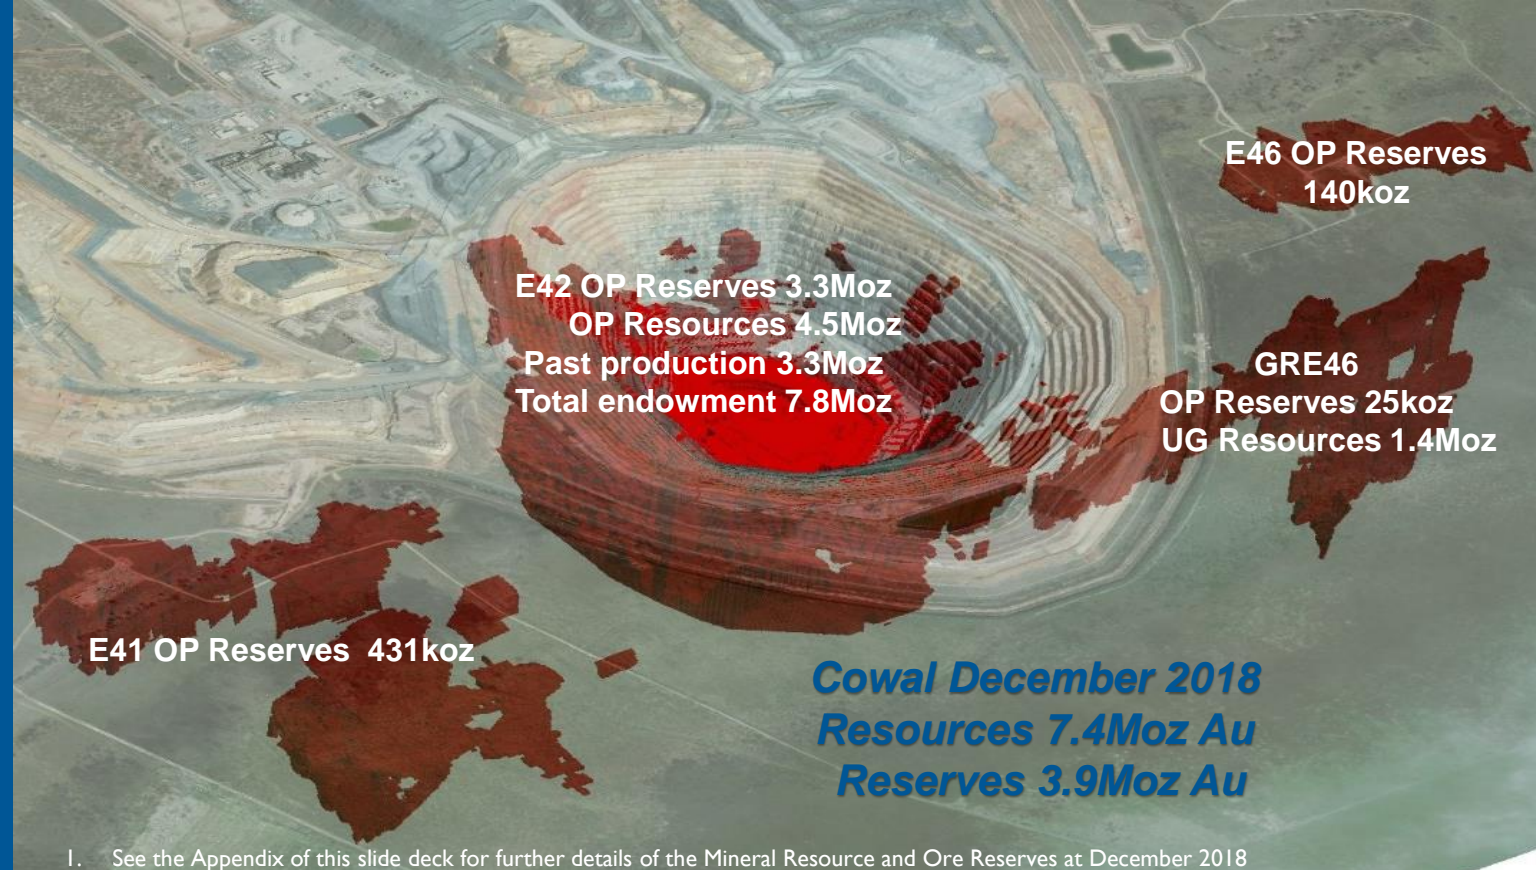 E46 OP Reserves
140koz
E42 OP Reserves 3.3Moz
OP Resources 4.5Moz
Past production 3.3Moz
Total endowment 7.8Moz
GRE46
OP Reserves 25koz
UG Resources 1.4Moz
E41 OP Reserves  431koz
Cowal December 2018
Resources 7.4Moz Au
Reserves 3.9Moz Au
1. See the Appendix of this slide deck for further details of the Mineral Resource and Ore Reserves at December 2018